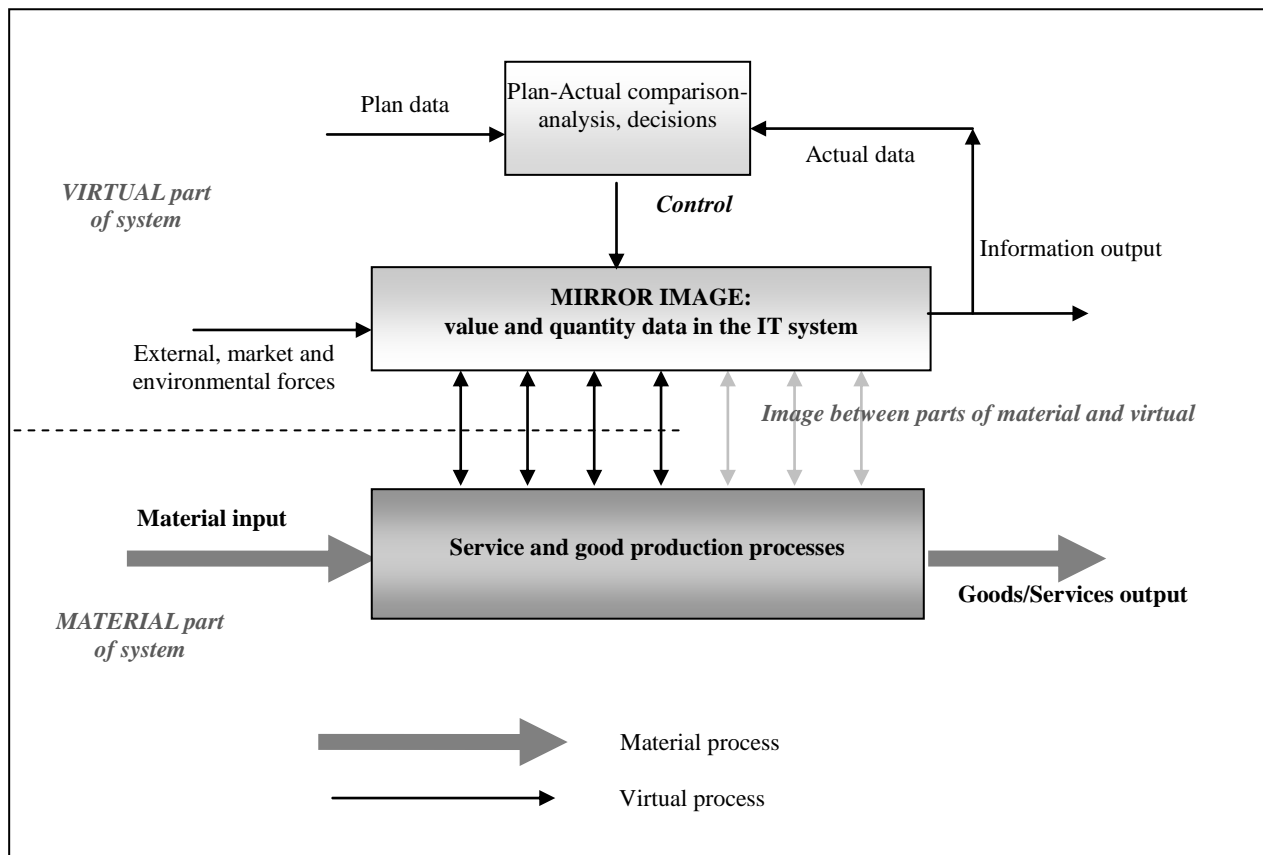 Plan-Actual comparison-
analysis, decisions
Plan data
Actual data
VIRTUAL part
of system
Control
Information output
MIRROR IMAGE:
value and quantity data in the IT system
External, market and
environmental forces
Image between parts of material and virtual
Material input
Service and good production processes
Goods/Services output
MATERIAL part
of system
Material process
Virtual process